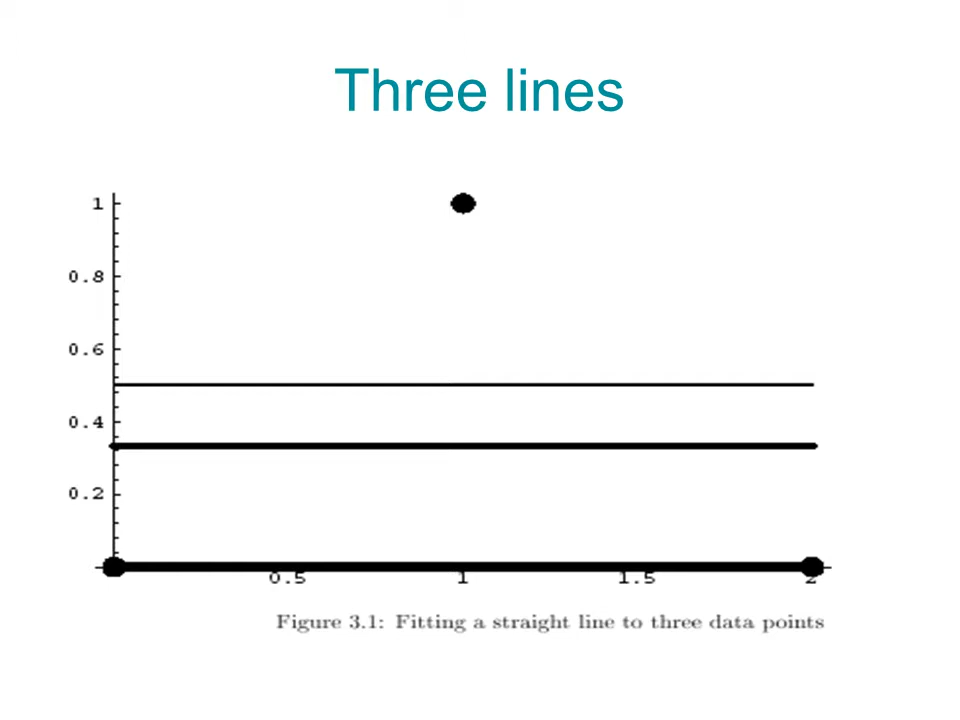 Three lines
1
0.8
0.6
0.4
0.2
0.5 1 1.5 2
Figure 3.1: Fitting a straight line to three data points